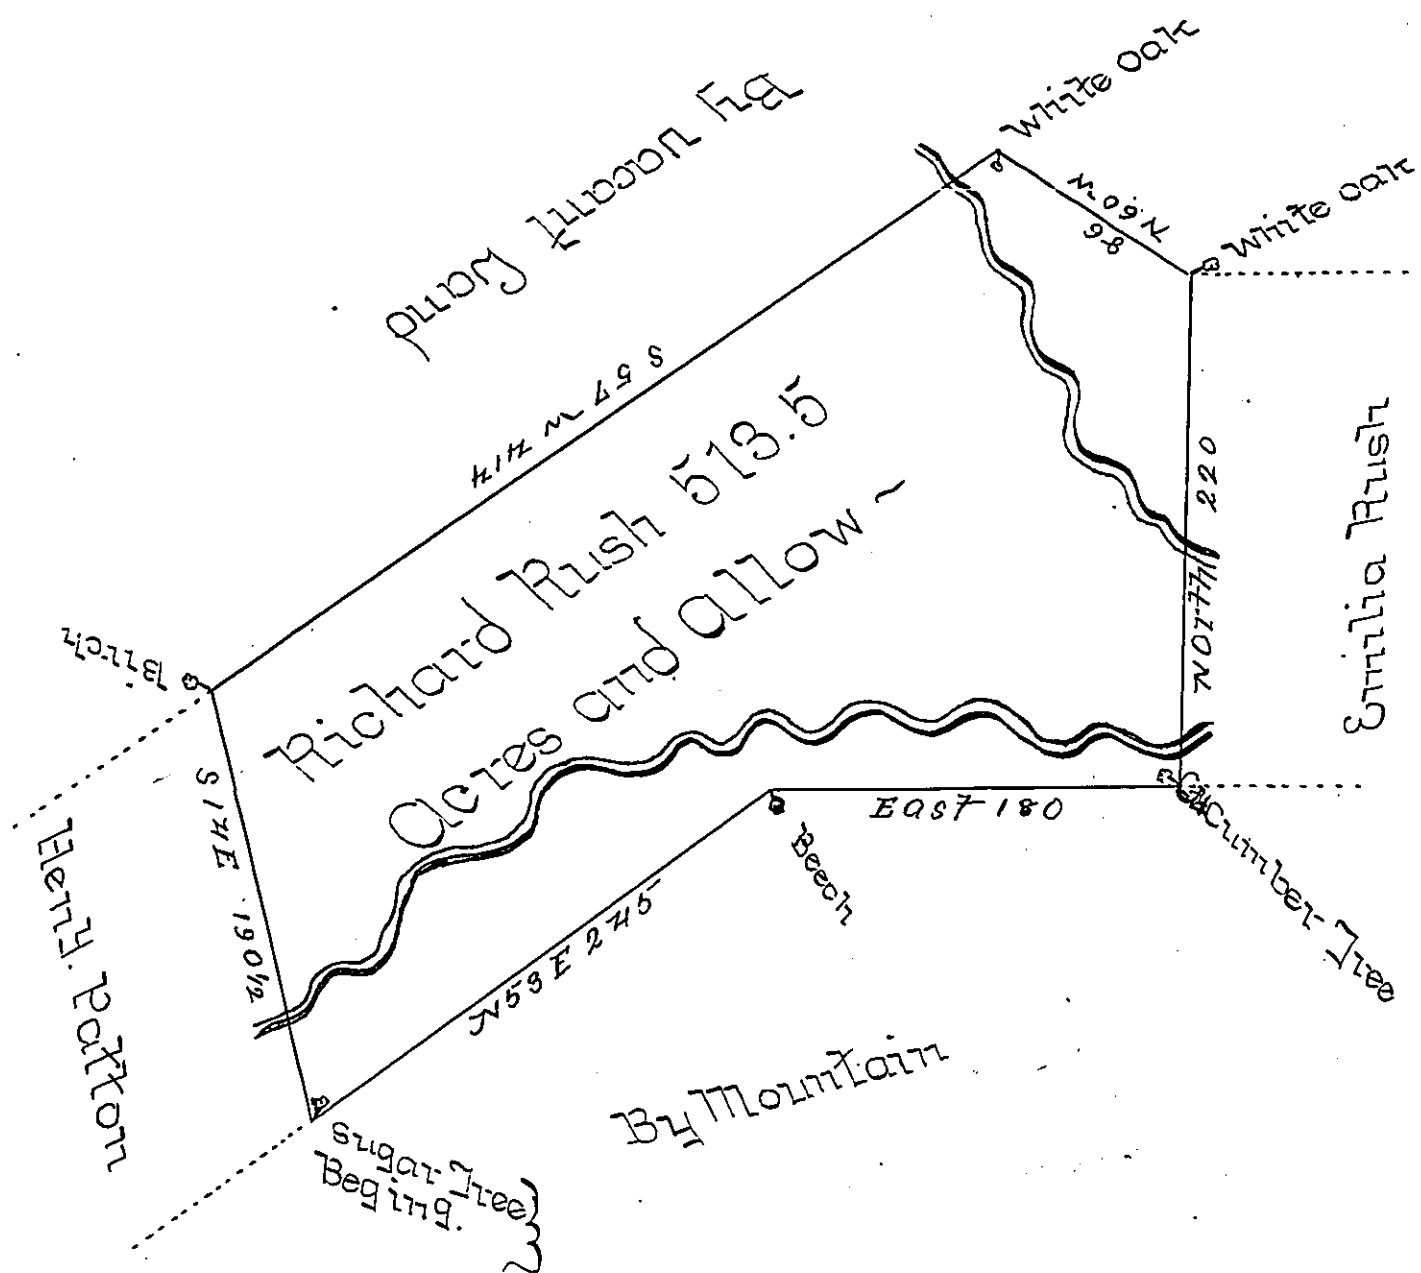 By Vacant Land
White Oak
White Oak
N 60 W
98
S 57 W 414
Richard Rush 513.5
Acres and allow -
North 220
Emilia Rush
Birch
S 14 E 190½
Heny. Patton
East 180
Cucumber Tree
Beech
N 53 E 245
By Mountain
Sugar Tree
Beging.